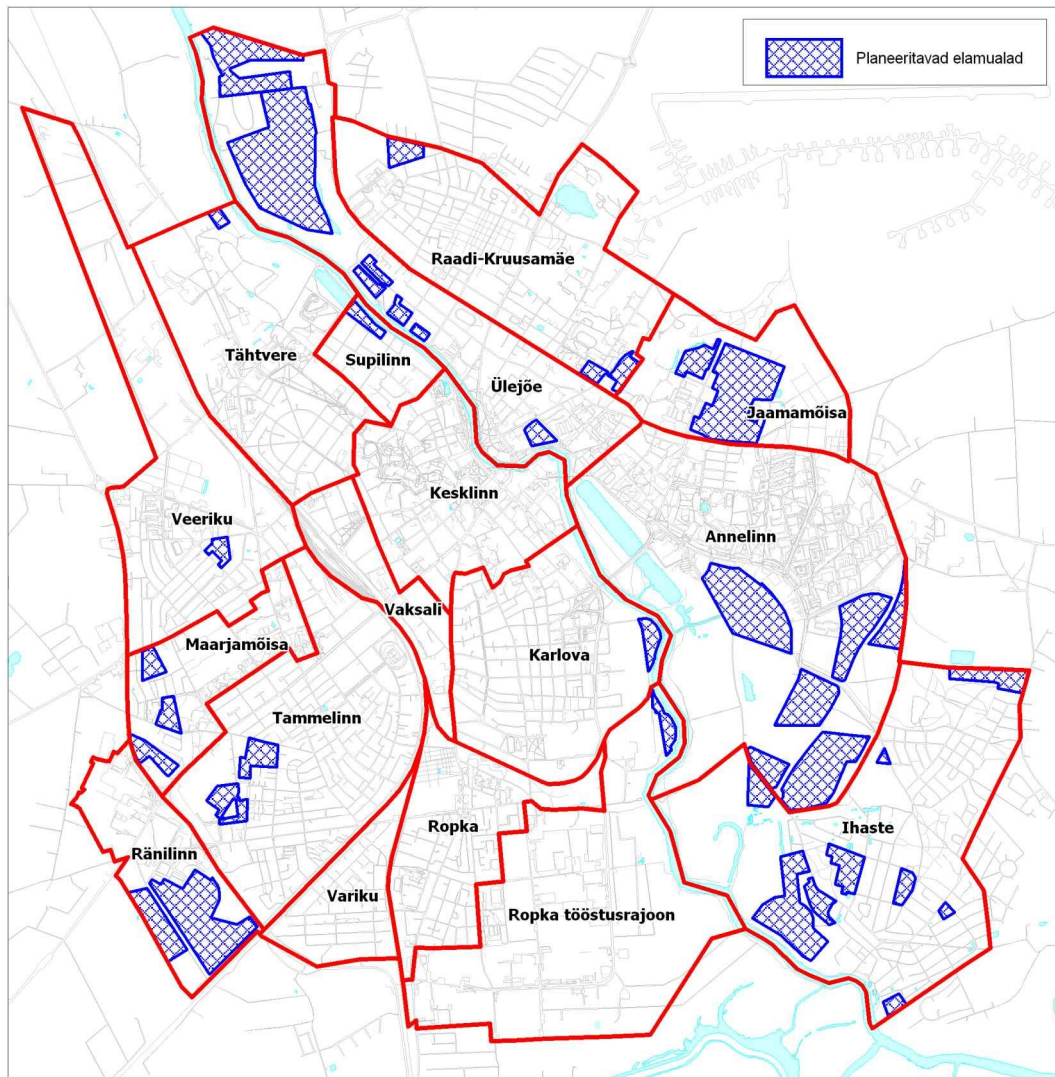 Planeeritavad elamualad
Raadi-Kruusamäe
Tähtvere
Supilinn
Ülejõe
Jaamamõisa
Kesklinn
Veeriku
Annelinn
Vaksali
Maarjamõisa
Karlova
Tammelinn
Ropka
Ihaste
Ränilinn
Variku
Ropka tööstusrajoon